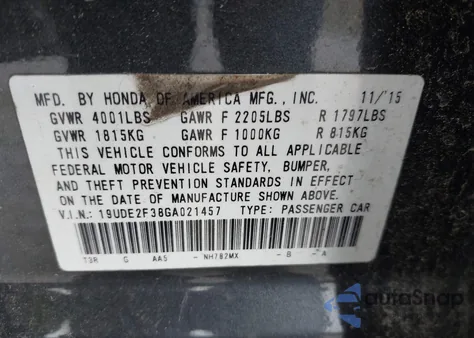 MFD. BY HONDA OF AMERICA MFG., INC. 11/15
GVWR 4001LBS GAWR F 2205LBS R 1797LBS
GVWR 1815KG GAWR F 1000KG R 815KG
THIS VEHICLE CONFORMS TO ALL APPLICABLE
FEDERAL MOTOR VEHICLE SAFETY, BUMPER,
AND THEFT PREVENTION STANDARDS IN EFFECT
ON THE DATE OF MANUFACTURE SHOWN ABOVE.
V.I.N.: 19UDE2F38GA021457 TYPE: PASSENGER CAR
T3R G AA5 - NH782MX - B - A
AuraSnap